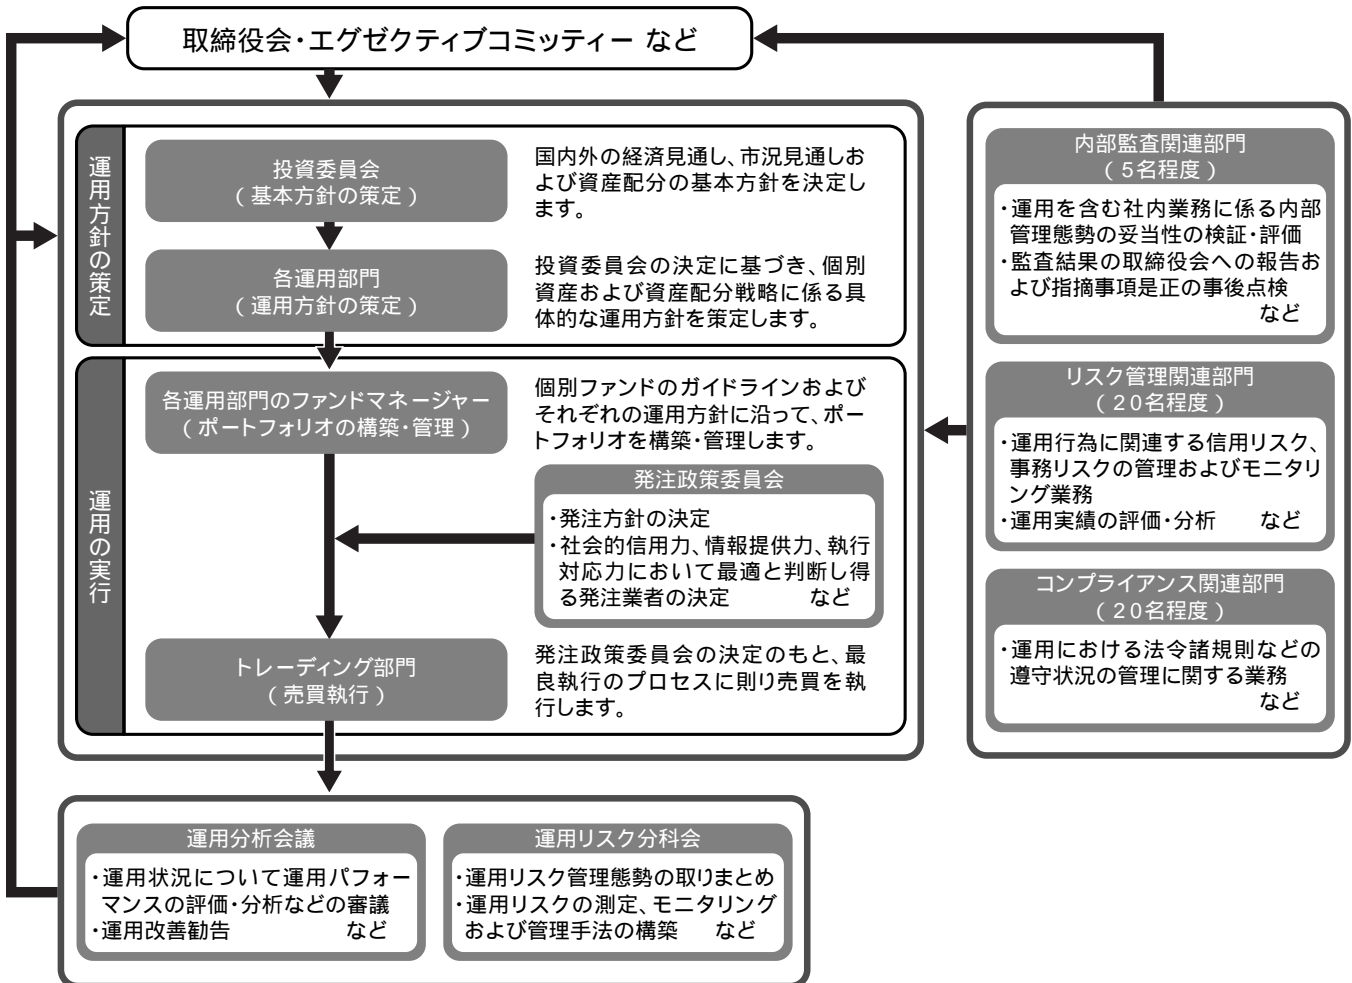 取締役会・エグゼクティブコミッティー など
運用方針の策定
投資委員会
（基本方針の策定）
国内外の経済見通し、市況見通しお
よび資産配分の基本方針を決定し
ます。
各運用部門
（運用方針の策定）
投資委員会の決定に基づき、個別
資産および資産配分戦略に係る具
体的な運用方針を策定します。
運用の実行
各運用部門のファンドマネージャー
（ポートフォリオの構築・管理）
個別ファンドのガイドラインおよび
それぞれの運用方針に沿って、ポー
トフォリオを構築・管理します。
発注政策委員会
・発注方針の決定
・社会的信用力、情報提供力、執行
対応力において最適と判断し得
る発注業者の決定 など
トレーディング部門
（売買執行）
発注政策委員会の決定のもと、最
良執行のプロセスに則り売買を執
行します。
内部監査関連部門
（5名程度）
・運用を含む社内業務に係る内部
管理態勢の妥当性の検証・評価
・監査結果の取締役会への報告お
よび指摘事項是正の事後点検
など
リスク管理関連部門
（20名程度）
・運用行為に関連する信用リスク、
事務リスクの管理およびモニタリ
ング業務
・運用実績の評価・分析 など
コンプライアンス関連部門
（20名程度）
・運用における法令諸規則などの
遵守状況の管理に関する業務
など
運用分析会議
・運用状況について運用パフォー
マンスの評価・分析などの審議
・運用改善勧告 など
運用リスク分科会
・運用リスク管理態勢の取りまとめ
・運用リスクの測定、モニタリング
および管理手法の構築 など